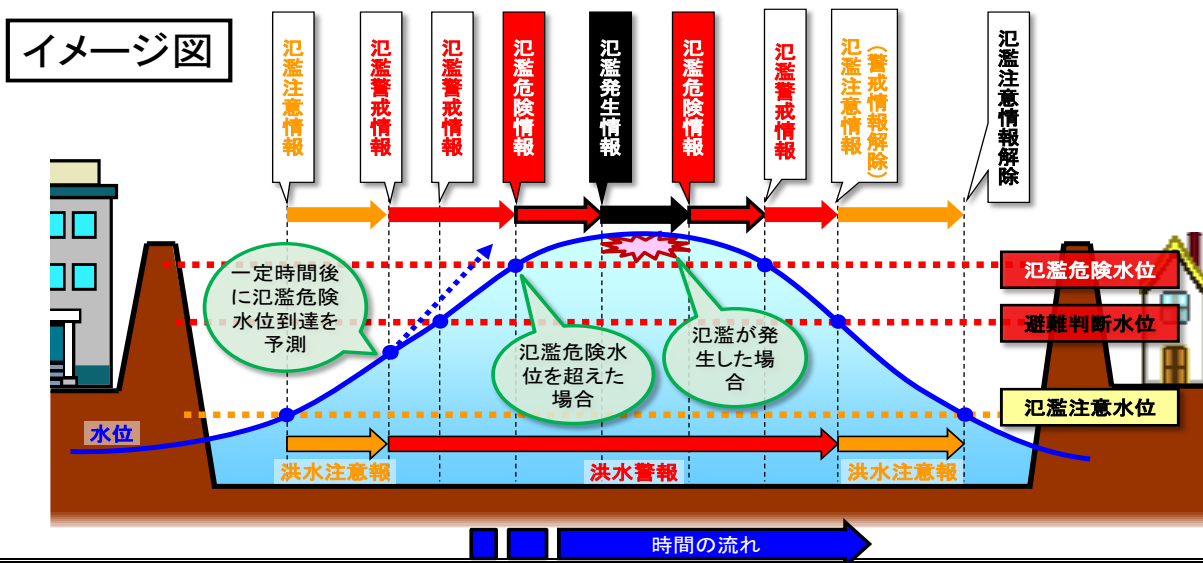 イメージ図
氾濫注意情報
氾濫警戒情報
氾濫警戒情報
氾濫危険情報
氾濫発生情報
氾濫危険情報
氾濫警戒情報
(警戒情報解除)
氾濫注意情報
氾濫注意情報解除
一定時間後
に氾濫危険
水位到達を
予測
氾濫危険水
位を超えた
場合
氾濫が発
生した場
合
氾濫危険水位
避難判断水位
氾濫注意水位
水位
洪水注意報
洪水警報
洪水注意報
時間の流れ